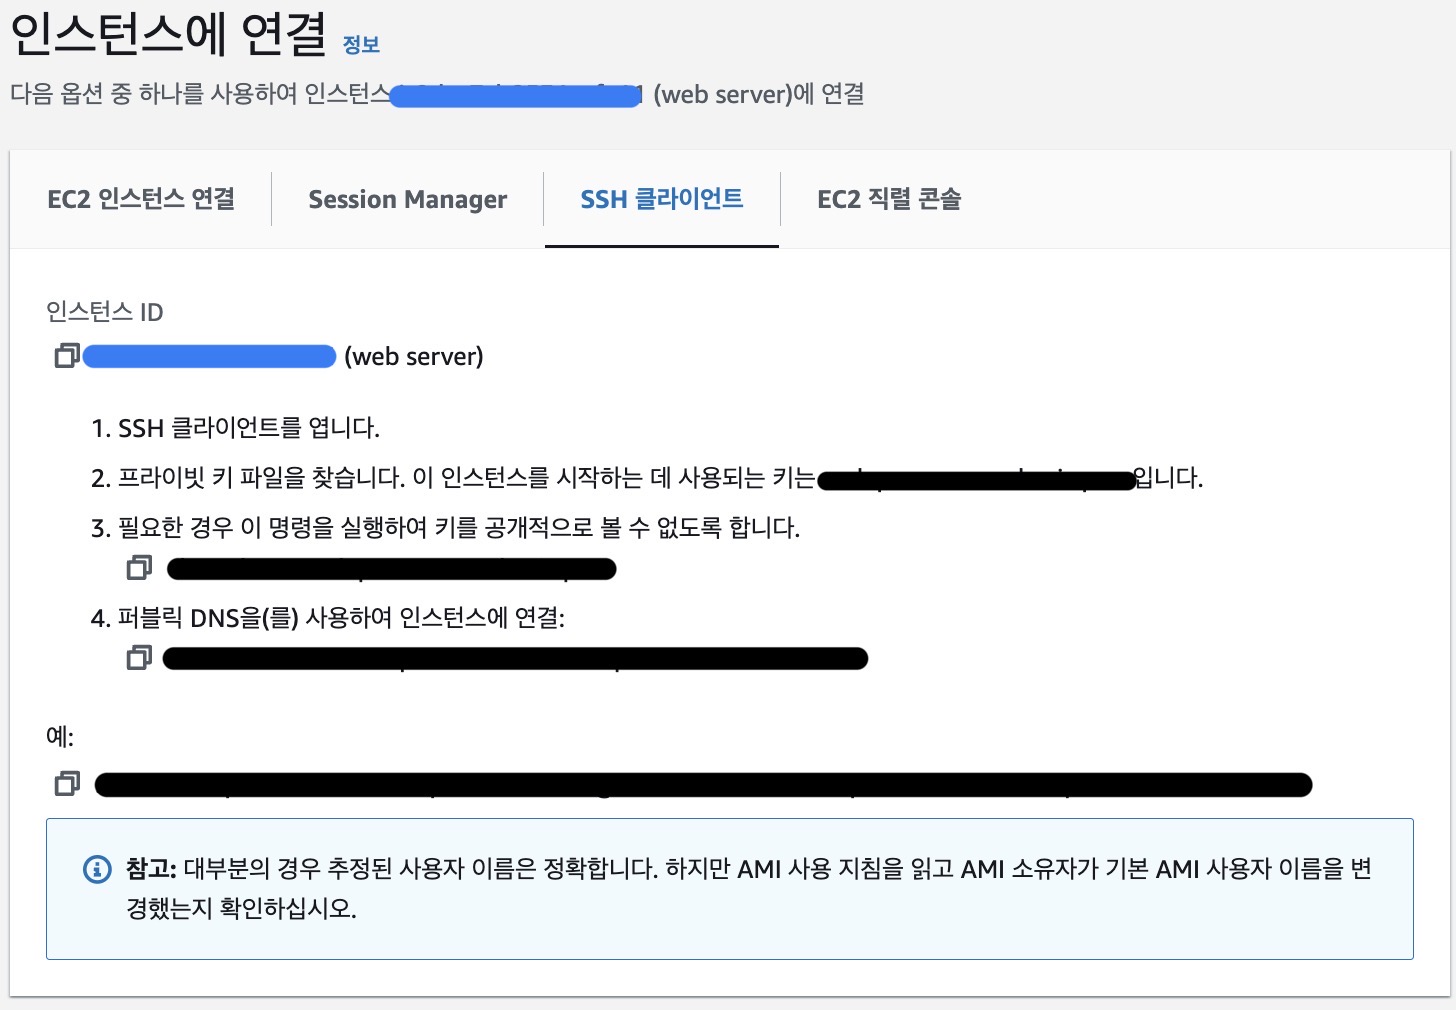 인스턴스에 연결 정보
다음 옵션 중 하나를 사용하여 인스턴스 (web server)에 연결
EC2 인스턴스 연결 Session Manager SSH 클라이언트 EC2 직렬 콘솔
인스턴스 ID
(web server)
1. SSH 클라이언트를 엽니다.
2. 프라이빗 키 파일을 찾습니다. 이 인스턴스를 시작하는 데 사용되는 키는 입니다.
3. 필요한 경우 이 명령을 실행하여 키를 공개적으로 볼 수 없도록 합니다.
4. 퍼블릭 DNS을(를) 사용하여 인스턴스에 연결:
예:
참고: 대부분의 경우 추정된 사용자 이름은 정확합니다. 하지만 AMI 사용 지침을 읽고 AMI 소유자가 기본 AMI 사용자 이름을 변
경했는지 확인하십시오.